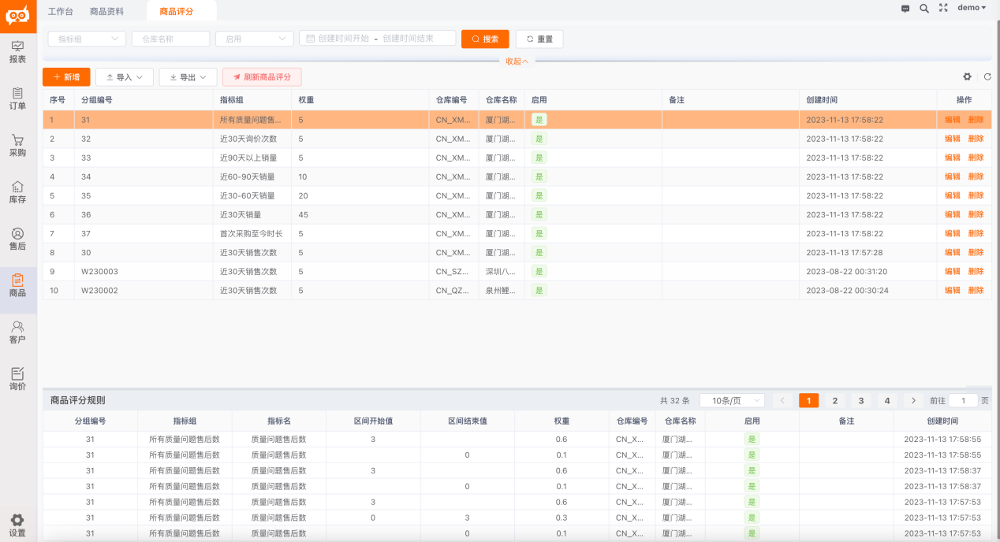 工作台 商品资料 商品评分 demo
指标组 仓库名称 启用 创建时间开始 - 创建时间结束 搜索 重置
收起
+ 新增 导入 导出 刷新商品评分
报表
订单
采购
库存
售后
商品
客户
询价
设置
序号 分组编号 指标组 权重 仓库编号 仓库名称 启用 备注 创建时间 操作
1 31 所有质量问题售... 5 CN_XM... 厦门湖... 是 2023-11-13 17:58:22 编辑 删除
2 32 近30天询价次数 5 CN_XM... 厦门湖... 是 2023-11-13 17:58:22 编辑 删除
3 33 近90天以上销量 5 CN_XM... 厦门湖... 是 2023-11-13 17:58:22 编辑 删除
4 34 近60-90天销量 10 CN_XM... 厦门湖... 是 2023-11-13 17:58:22 编辑 删除
5 35 近30-60天销量 20 CN_XM... 厦门湖... 是 2023-11-13 17:58:22 编辑 删除
6 36 近30天销量 45 CN_XM... 厦门湖... 是 2023-11-13 17:58:22 编辑 删除
7 37 首次采购至今时长 5 CN_XM... 厦门湖... 是 2023-11-13 17:58:22 编辑 删除
8 30 近30天销售次数 5 CN_XM... 厦门湖... 是 2023-11-13 17:57:28 编辑 删除
9 W230003 近30天销售次数 5 CN_SZ... 深圳八... 是 2023-08-22 00:31:20 编辑 删除
10 W230002 近30天销售次数 5 CN_QZ... 泉州鲤... 是 2023-08-22 00:30:24 编辑 删除
商品评分规则 共 32 条 10条/页 1 2 3 4 前往 1 页
分组编号 指标组 指标名 区间开始值 区间结束值 权重 仓库编号 仓库名称 启用 备注 创建时间
31 所有质量问题售后数 质量问题售后数 3 0.6 CN_X... 厦门湖... 是 2023-11-13 17:58:55
31 所有质量问题售后数 质量问题售后数 0 0.1 CN_X... 厦门湖... 是 2023-11-13 17:58:55
31 所有质量问题售后数 质量问题售后数 3 0.6 CN_X... 厦门湖... 是 2023-11-13 17:58:37
31 所有质量问题售后数 质量问题售后数 0 0.1 CN_X... 厦门湖... 是 2023-11-13 17:58:37
31 所有质量问题售后数 质量问题售后数 3 0.6 CN_X... 厦门湖... 是 2023-11-13 17:57:53
31 所有质量问题售后数 质量问题售后数 0 3 0.3 CN_X... 厦门湖... 是 2023-11-13 17:57:53
31 所有质量问题售后数 质量问题售后数 0 0.1 CN_X... 厦门湖... 是 2023-11-13 17:57:53